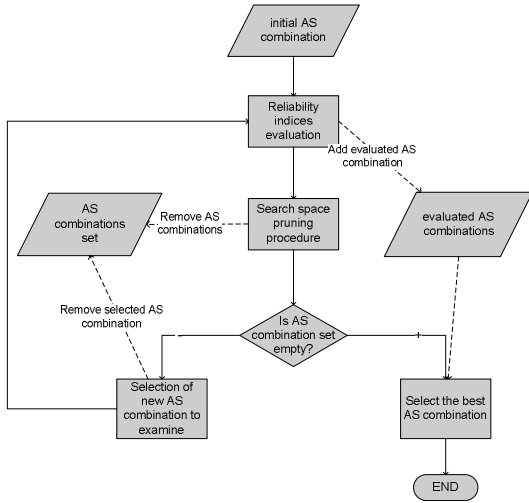 initial AS
combination
Reliability
indices
evaluation
Add evaluated AS
combination
AS
combinations
set
Remove AS
combinations
Search space
pruning
procedure
evaluated AS
combinations
Remove selected AS
combination
Is AS
combination set
empty?
-
+
Selection of
new AS
combination to
examine
Select the best
AS combination
END